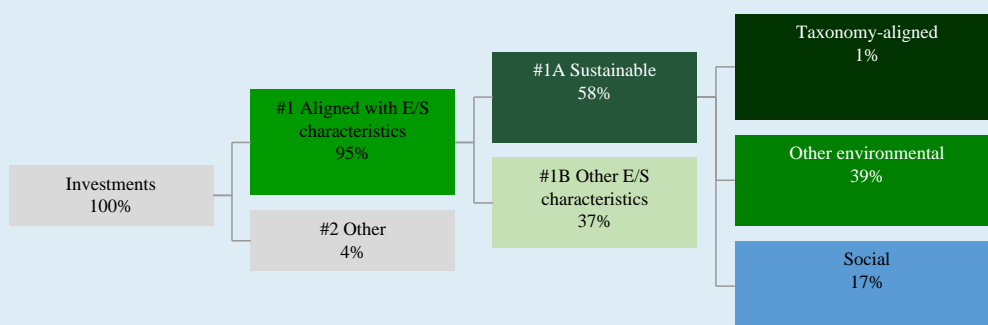 Investments
100%
#1 Aligned with E/S
characteristics
95%
#2 Other
4%
#1A Sustainable
58%
#1B Other E/S
characteristics
37%
Taxonomy-aligned
1%
Other environmental
39%
Social
17%